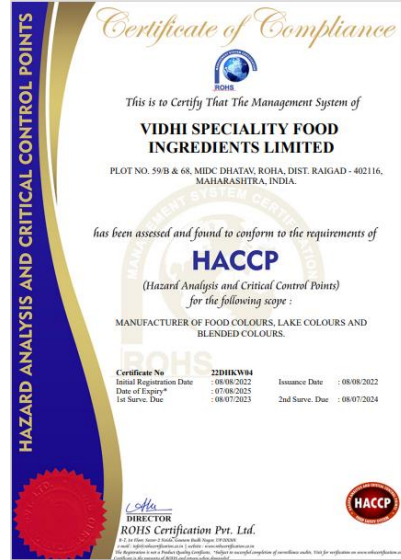 Certificate of Compliance
ROHS
This is to Certify That The Management System of
VIDHI SPECIALITY FOOD
INGREDIENTS LIMITED
PLOT NO. 59/B & 68, MIDC DHATAV, ROHA, DIST. RAIGAD - 402116,
MAHARASHTRA, INDIA.
has been assessed and found to conform to the requirements of
HACCP
(Hazard Analysis and Critical Control Points)
for the following scope :
MANUFACTURER OF FOOD COLOURS, LAKE COLOURS AND
BLENDED COLOURS.
Certificate No 22DHKW04
Initial Registration Date : 08/08/2022 Issuance Date : 08/08/2022
Date of Expiry* : 07/08/2025
1st Surve. Due : 08/07/2023 2nd Surve. Due : 08/07/2024
DIRECTOR
ROHS Certification Pvt. Ltd.
HACCP
HAZARD ANALYSIS AND CRITICAL CONTROL POINTS
MANAGEMENT SYSTEM CERTIFICATION
ROHS